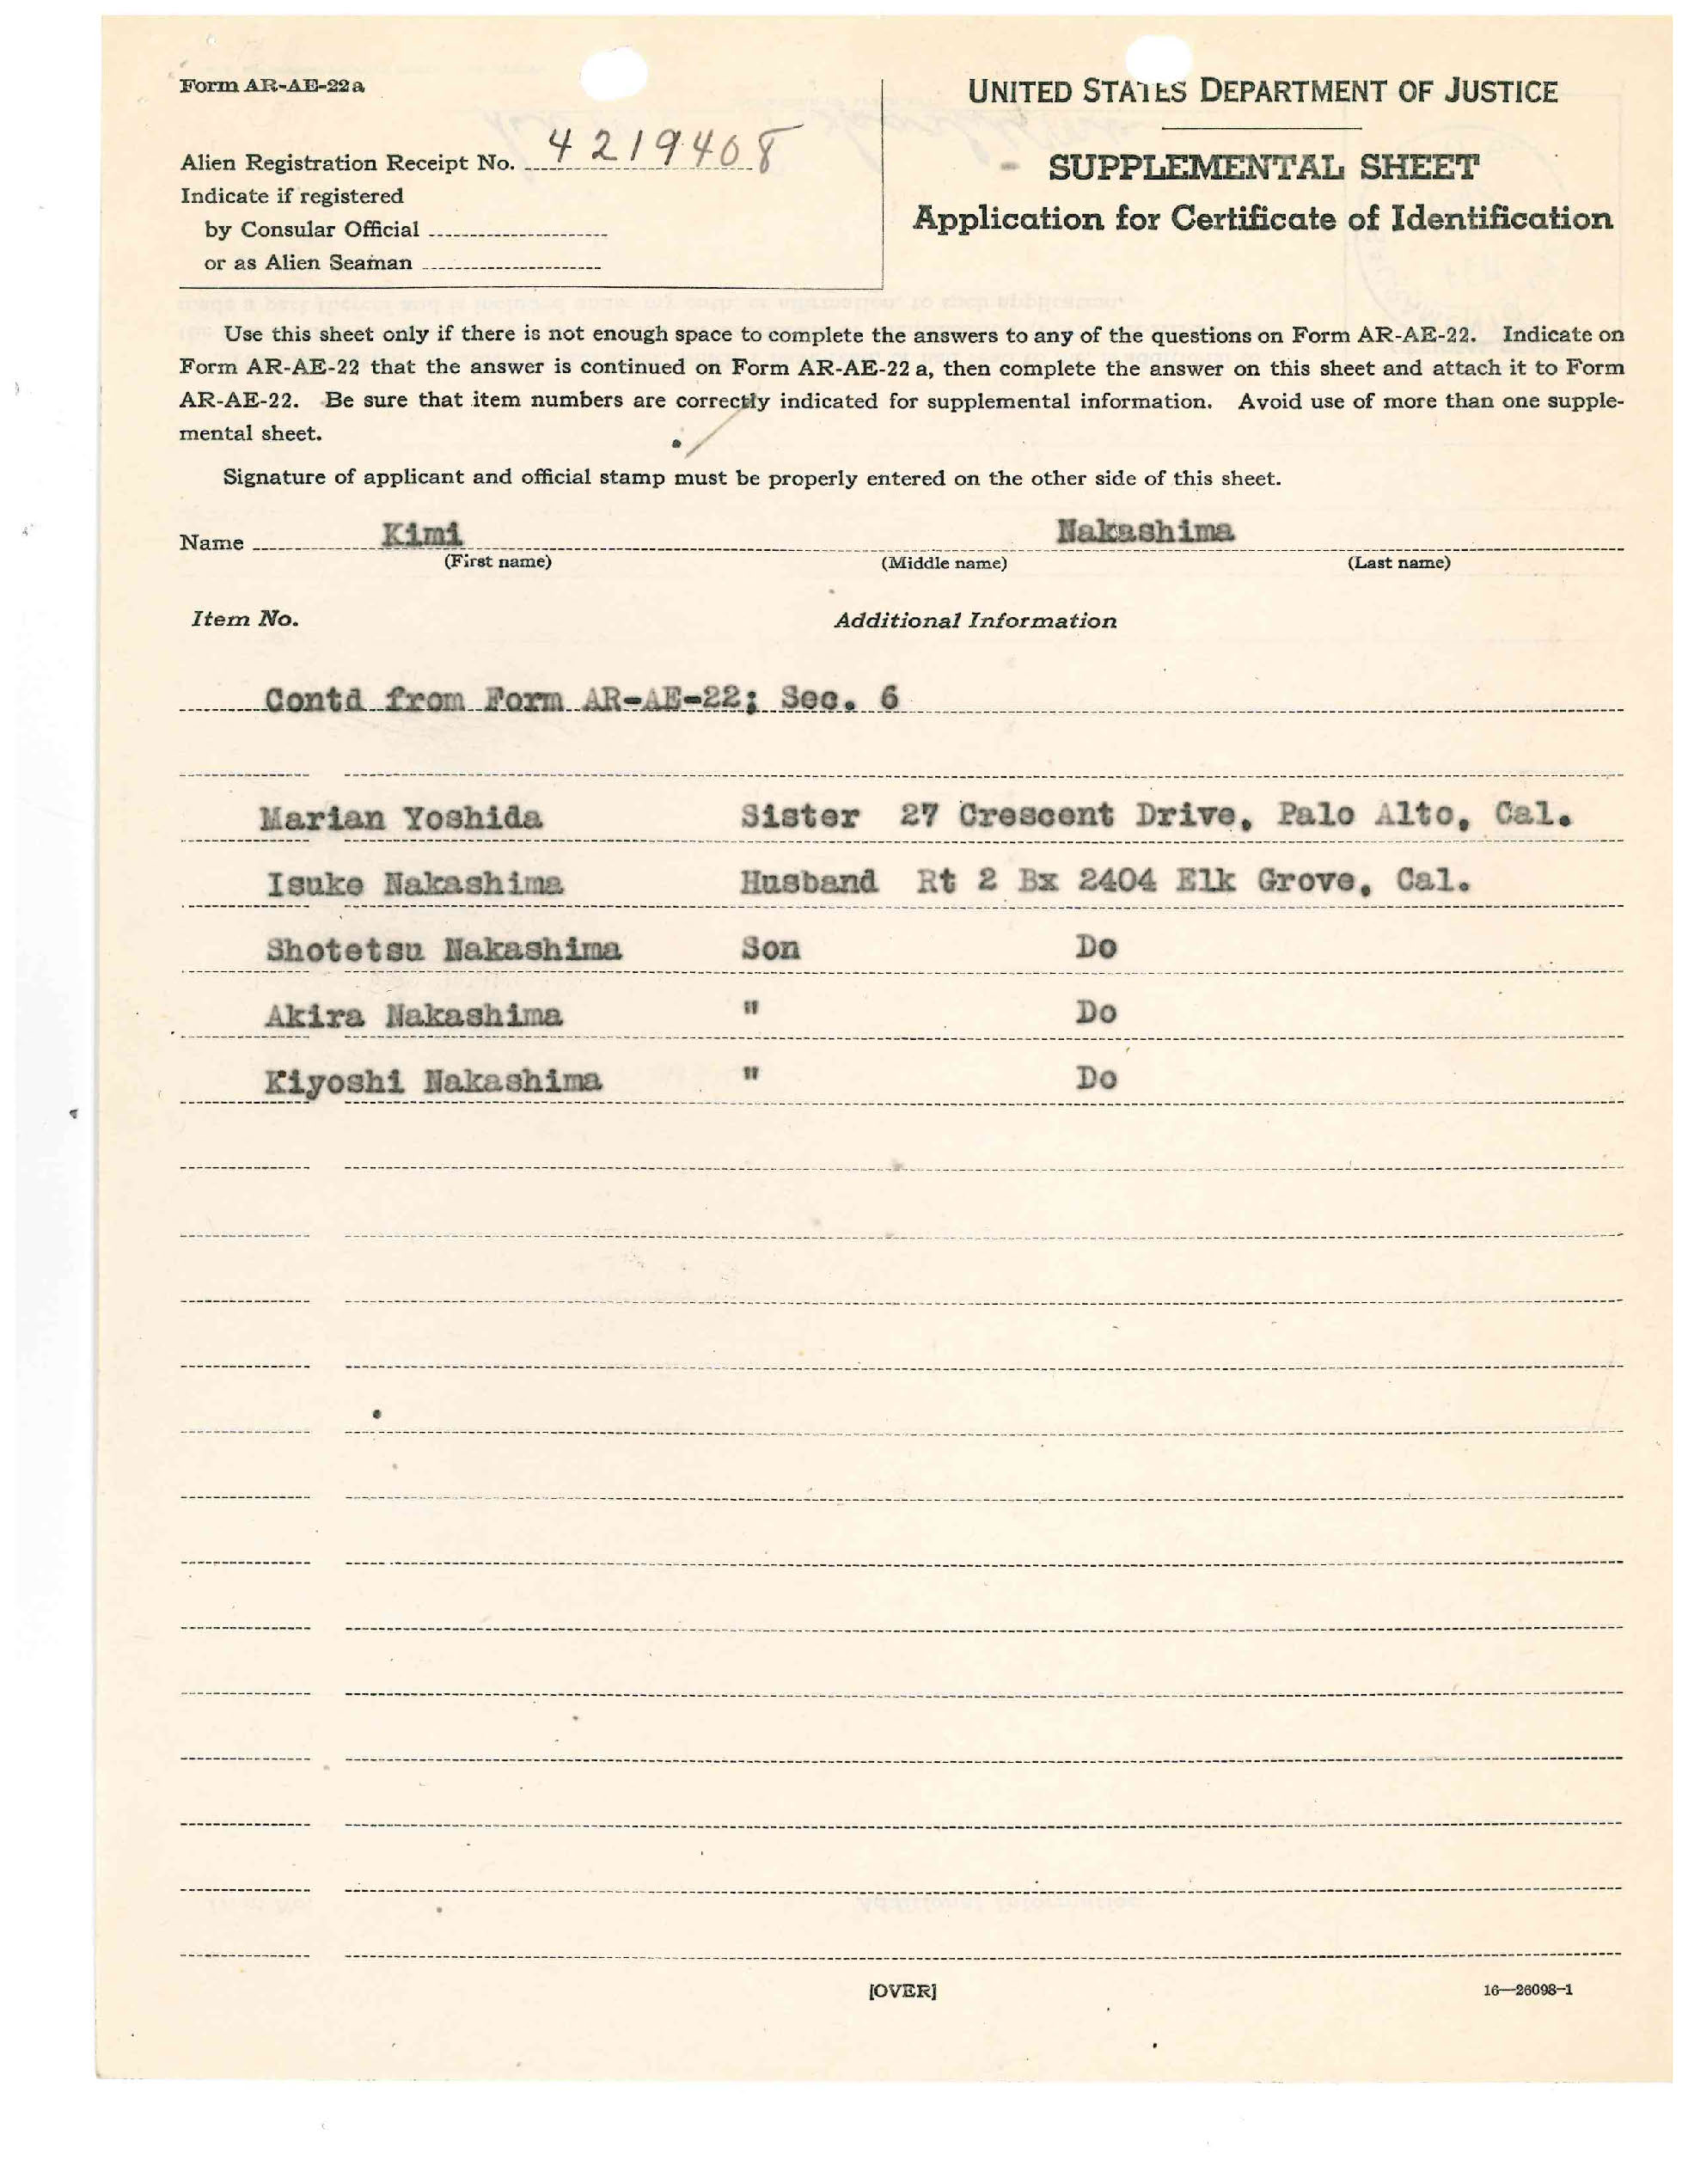 Form AR-AE-22a
UNITED STATES DEPARTMENT OF JUSTICE
Alien Registration Receipt No. 4219408
Indicate if registered
by Consular Official
or as Alien Seaman
SUPPLEMENTAL SHEET
Application for Certificate of Identification
Use this sheet only if there is not enough space to complete the answers to any of the questions on Form AR-AE-22. Indicate on
Form AR-AE-22 that the answer is continued on Form AR-AE-22 a, then complete the answer on this sheet and attach it to Form
AR-AE-22. Be sure that item numbers are correctly indicated for supplemental information. Avoid use of more than one supple-
mental sheet.
Signature of applicant and official stamp must be properly entered on the other side of this sheet.
Name Kimi Nakashima
(First name) (Middle name) (Last name)
Item No. Additional Information
Contd from Form AR-AE-22; Sec. 6
Marian Yoshida Sister 27 Crescent Drive, Palo Alto, Cal.
Isuke Nakashima Husband Rt 2 Bx 2404 Elk Grove, Cal.
Shotetsu Nakashima Son Do
Akira Nakashima " Do
Kiyoshi Nakashima " Do
[OVER]
16—26098-1